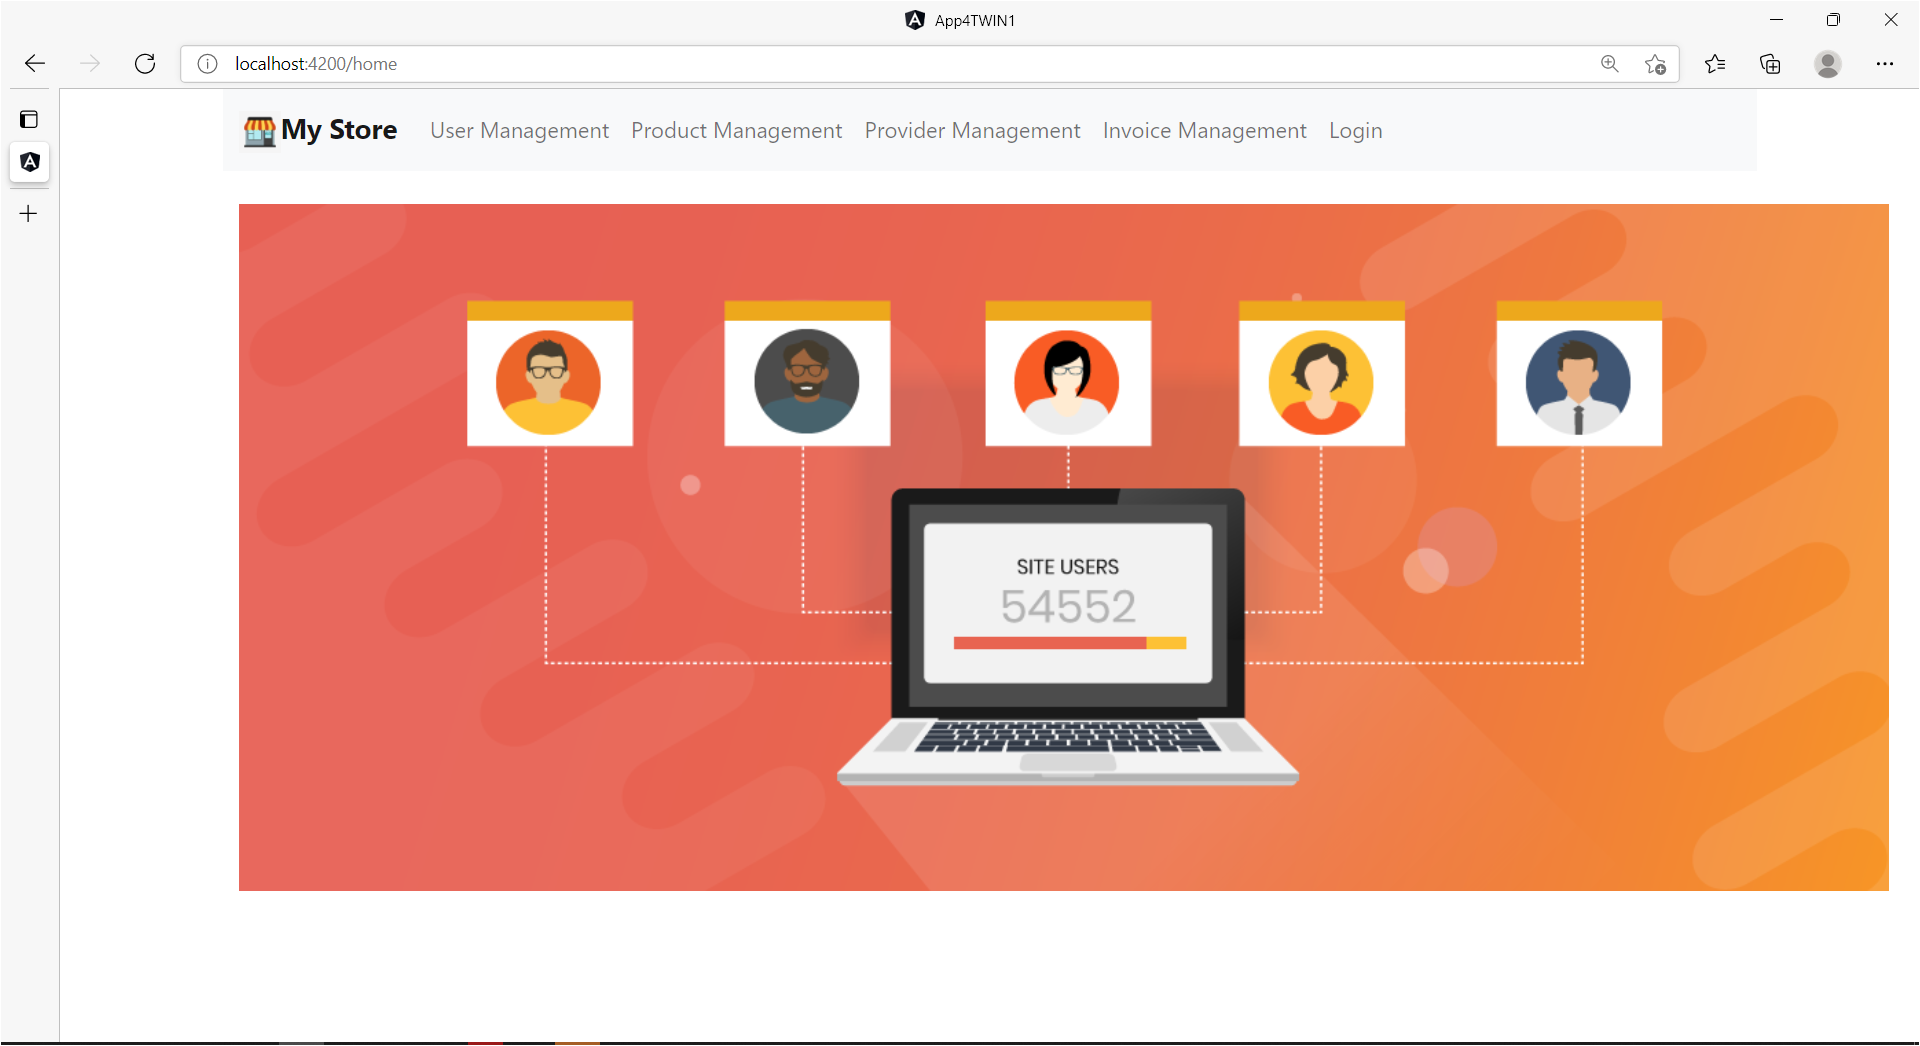 App4TWIN1
localhost:4200/home
My Store User Management Product Management Provider Management Invoice Management Login
SITE USERS
54552